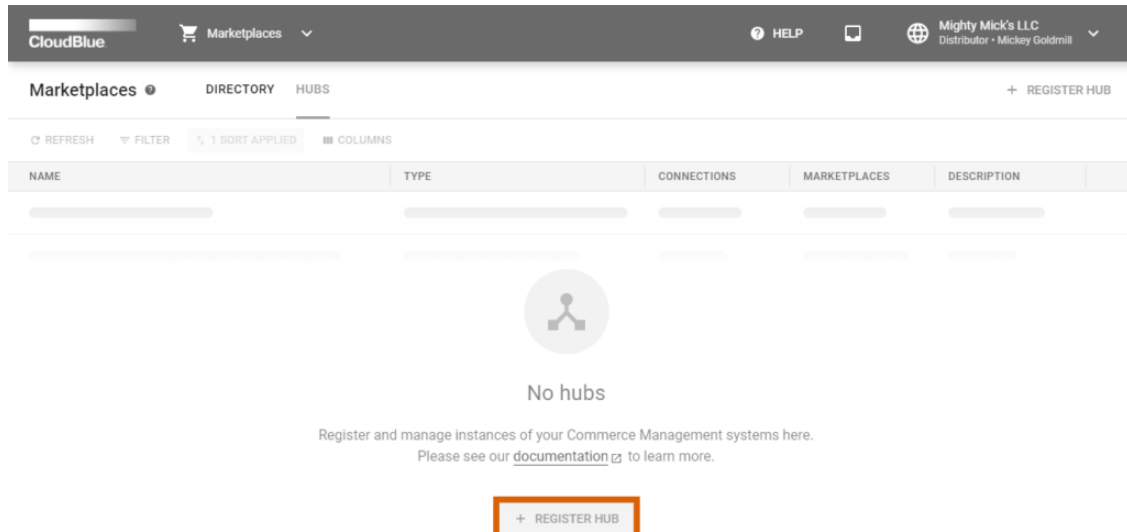 CloudBlue.
Marketplaces
HELP
Mighty Mick's LLC
Distributor • Mickey Goldmill
Marketplaces
DIRECTORY
HUBS
+ REGISTER HUB
REFRESH
FILTER
1 SORT APPLIED
COLUMNS
NAME
TYPE
CONNECTIONS
MARKETPLACES
DESCRIPTION
No hubs
Register and manage instances of your Commerce Management systems here.
Please see our documentation to learn more.
+ REGISTER HUB